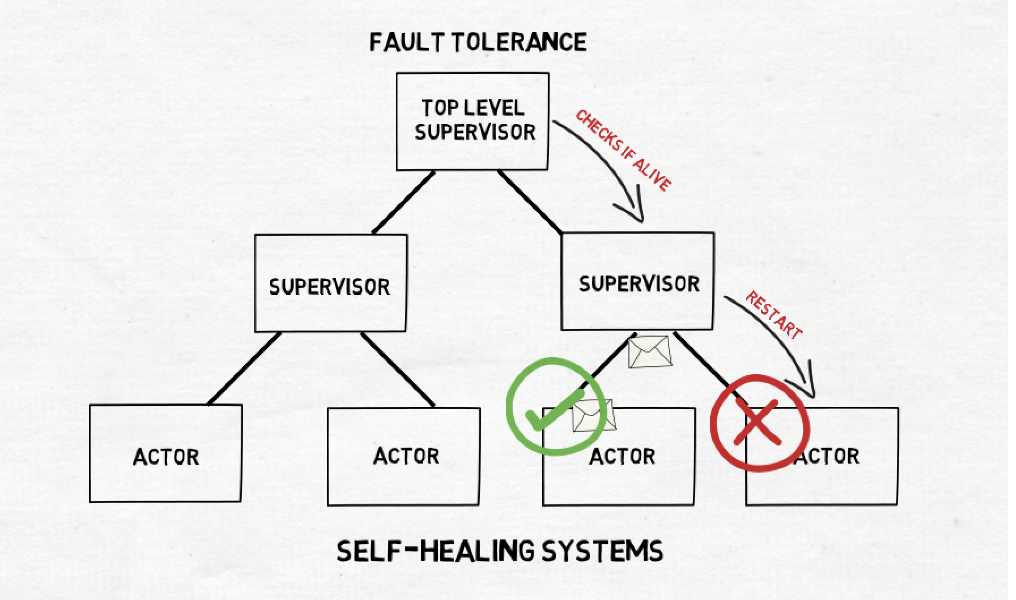 FAULT TOLERANCE
TOP LEVEL
SUPERVISOR
CHECKS IF ALIVE
SUPERVISOR
SUPERVISOR
RESTART
ACTOR
ACTOR
ACTOR
ACTOR
SELF-HEALING SYSTEMS